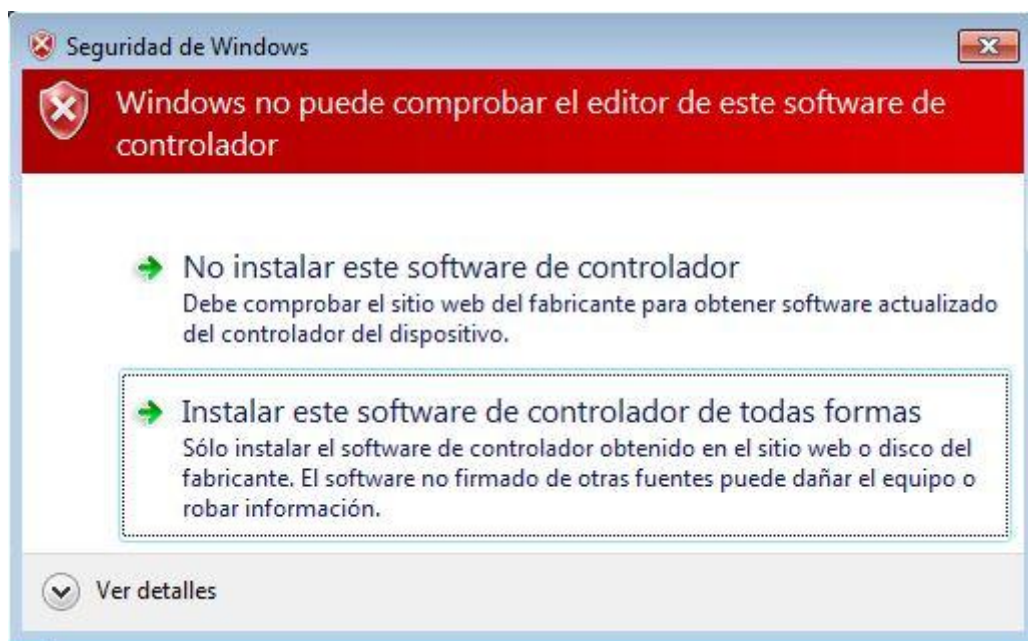 Seguridad de Windows
Windows no puede comprobar el editor de este software de
controlador
No instalar este software de controlador
Debe comprobar el sitio web del fabricante para obtener software actualizado
del controlador del dispositivo.
Instalar este software de controlador de todas formas
Sólo instalar el software de controlador obtenido en el sitio web o disco del
fabricante. El software no firmado de otras fuentes puede dañar el equipo o
robar información.
Ver detalles